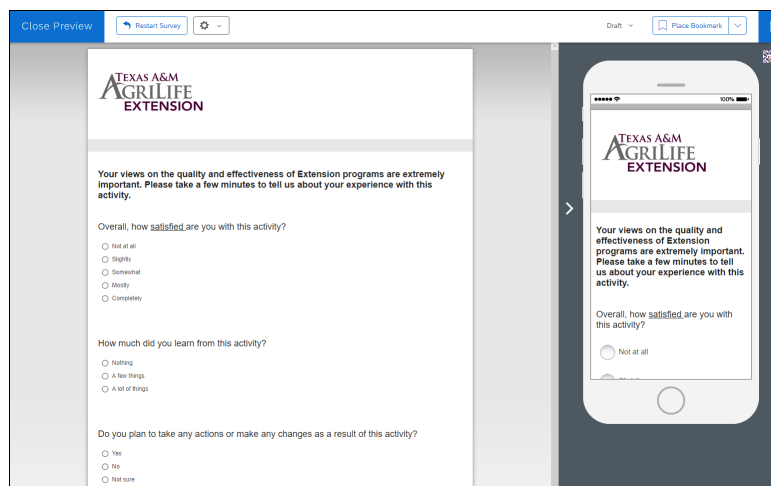 Close Preview
Restart Survey
Draft
Place Bookmark
TEXAS A&M
AGRILIFE
EXTENSION
Your views on the quality and effectiveness of Extension programs are extremely
important. Please take a few minutes to tell us about your experience with this
activity.
Overall, how satisfied are you with this activity?
Not at all
Slightly
Somewhat
Mostly
Completely
How much did you learn from this activity?
Nothing
A few things
A lot of things
Do you plan to take any actions or make any changes as a result of this activity?
Yes
No
Not sure
100%
TEXAS A&M
AGRILIFE
EXTENSION
Your views on the quality and
effectiveness of Extension
programs are extremely important.
Please take a few minutes to tell
us about your experience with this
activity.
Overall, how satisfied are you with
this activity?
Not at all